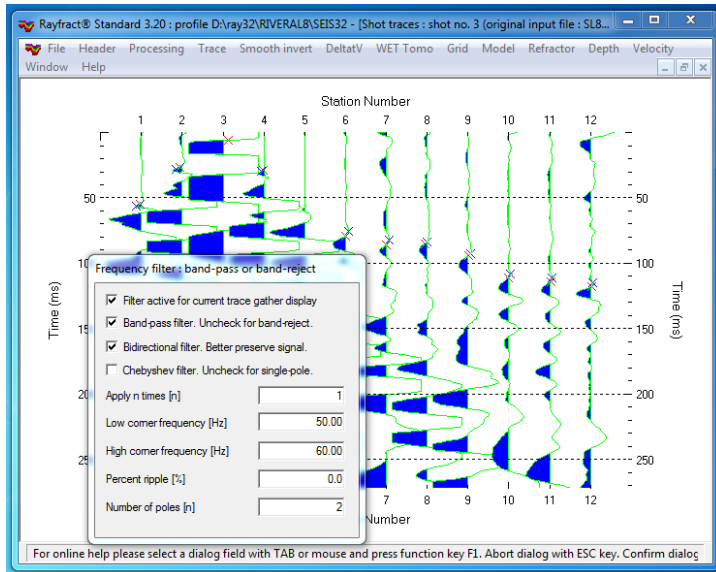 Rayfract® Standard 3.20 : profile D:\ray32\RIVERAL8\SEIS32 - [Shot traces : shot no. 3 (original input file : SL8...
File Header Processing Trace Smooth invert DeltatV WET Tomo Grid Model Refractor Depth Velocity
Window Help
Station Number
1 2 3 4 5 6 7 8 9 10 11 12
50 50
100 100
Frequency filter : band-pass or band-reject
Filter active for current trace gather display
Band-pass filter. Uncheck for band-reject.
Bidirectional filter. Better preserve signal.
Chebyshev filter. Uncheck for single-pole.
Apply n times [n] 1
Low corner frequency [Hz] 50.00
High corner frequency [Hz] 60.00
Percent ripple [%] 0.0
Number of poles [n] 2
Time (ms)
15 150
20 200
25 250
Time (ms)
7 8 9 10 11 12
Number
For online help please select a dialog field with TAB or mouse and press function key F1. Abort dialog with ESC key. Confirm dialog